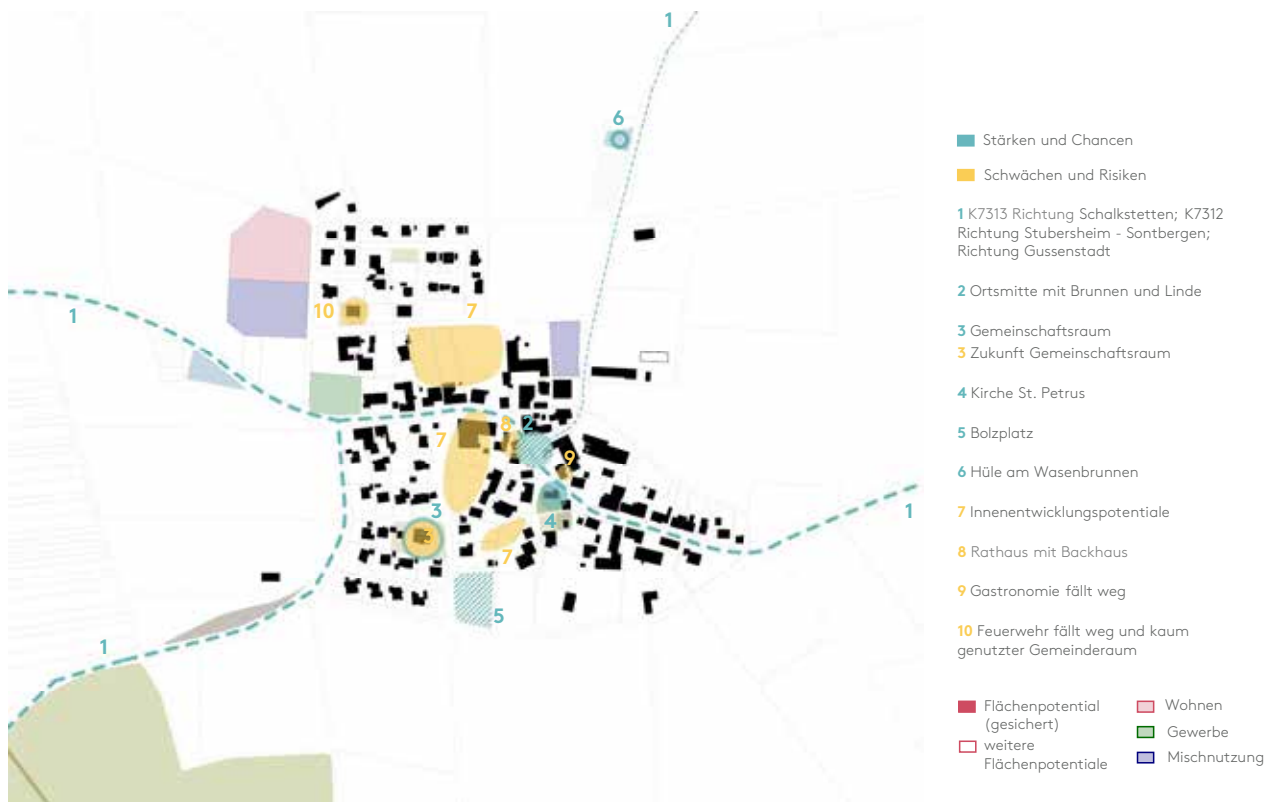 1
6
1
10
7
7
8
2
9
3
3
4
7
5
1
1
Stärken und Chancen
Schwächen und Risiken
1 K7313 Richtung Schalkstetten; K7312
Richtung Stubersheim - Sontbergen;
Richtung Gussenstadt
2 Ortsmitte mit Brunnen und Linde
3 Gemeinschaftsraum
3 Zukunft Gemeinschaftsraum
4 Kirche St. Petrus
5 Bolzplatz
6 Hüle am Wasenbrunnen
7 Innenentwicklungspotentiale
8 Rathaus mit Backhaus
9 Gastronomie fällt weg
10 Feuerwehr fällt weg und kaum
genutzter Gemeinderaum
Flächenpotential
(gesichert)
weitere
Flächenpotentiale
Wohnen
Gewerbe
Mischnutzung